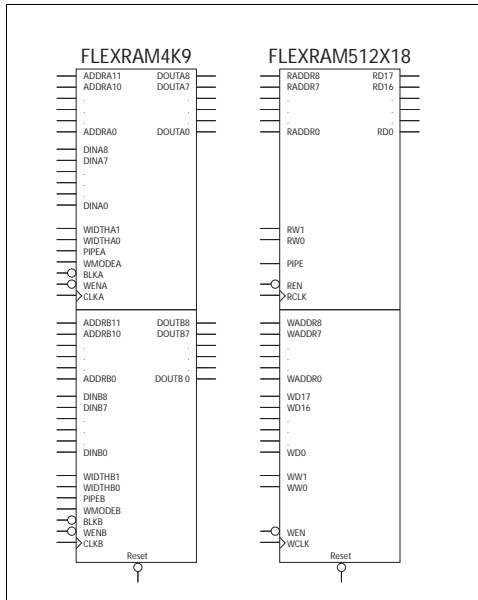 FLEXRAM4K9
ADDRA11 DOUTA8
ADDRA10 DOUTA7
. .
. .
. .
ADDRA0 DOUTA0
DINA8
DINA7
.
.
.
DINA0
WIDTHA1
WIDTHA0
PIPEA
WMODEA
BLKA
WENA
CLKA
ADDRB11 DOUTB8
ADDRB10 DOUTB7
. .
. .
. .
ADDRB0 DOUTB 0
DINB8
DINB7
.
.
.
DINB0
WIDTHB1
WIDTHB0
PIPEB
WMODEB
BLKB
WENB
CLKB
Reset
FLEXRAM512X18
RADDR8 RD17
RADDR7 RD16
. .
. .
. .
RADDR0 RD0
RW1
RW0
PIPE
REN
RCLK
WADDR8
WADDR7
.
.
.
WADDR0
WD17
WD16
.
.
.
WD0
WW1
WW0
WEN
WCLK
Reset